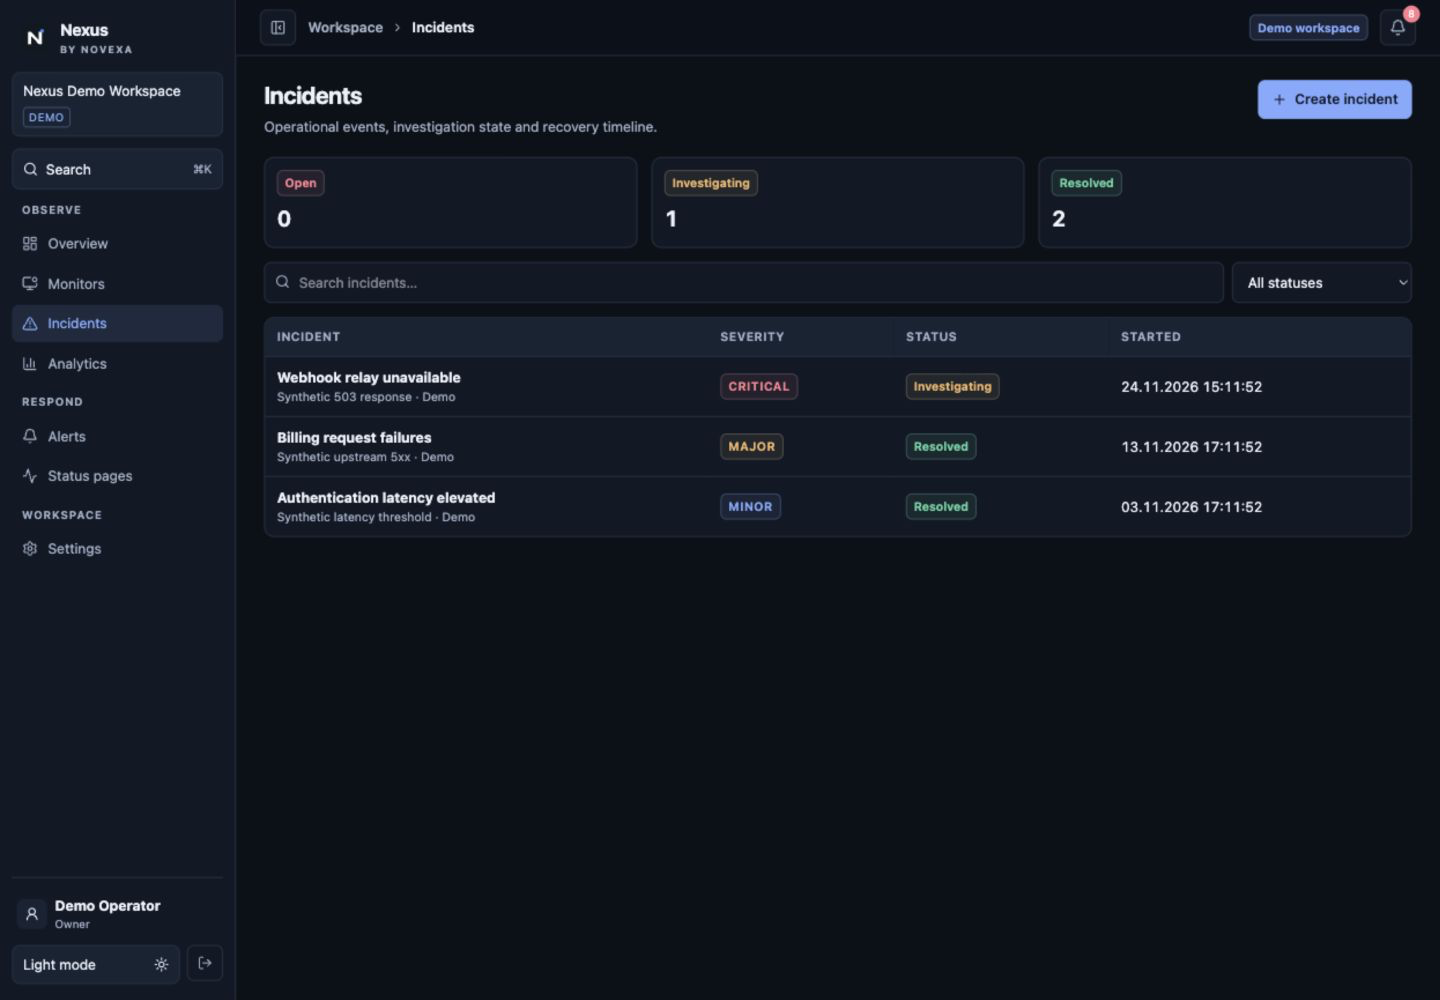 Nexus
BY NOVEXA
Nexus Demo Workspace
DEMO
Search ⌘K
OBSERVE
Overview
Monitors
Incidents
Analytics
RESPOND
Alerts
Status pages
WORKSPACE
Settings
Demo Operator
Owner
Light mode
Workspace › Incidents
Demo workspace
8
Incidents
Operational events, investigation state and recovery timeline.
+ Create incident
Open
0
Investigating
1
Resolved
2
Search incidents...
All statuses
INCIDENT SEVERITY STATUS STARTED
Webhook relay unavailable
Synthetic 503 response · Demo
CRITICAL Investigating 24.11.2026 15:11:52
Billing request failures
Synthetic upstream 5xx · Demo
MAJOR Resolved 13.11.2026 17:11:52
Authentication latency elevated
Synthetic latency threshold · Demo
MINOR Resolved 03.11.2026 17:11:52